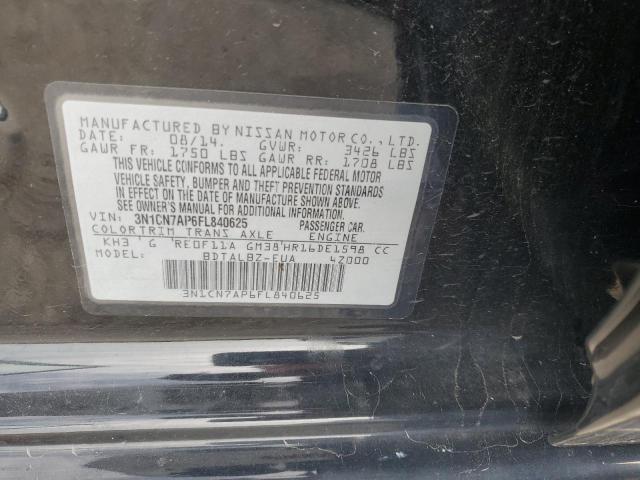 MANUFACTURED BY NISSAN MOTOR CO., LTD.
DATE: 08/14. GVWR: 3426 LBS
GAWR FR: 1750 LBS GAWR RR: 1708 LBS
THIS VEHICLE CONFORMS TO ALL APPLICABLE FEDERAL MOTOR
VEHICLE SAFETY, BUMPER AND THEFT PREVENTION STANDARDS
IN EFFECT ON THE DATE OF MANUFACTURE SHOWN ABOVE.
SEE OWNER'S MANUAL FOR ADDITIONAL INFORMATION.
VIN: 3N1CN7AP6FL840625 PASSENGER CAR.
COLOR TRIM TRANS AXLE ENGINE
KH3 G RE0F11A GM38 HR16DE1598 CC
BDTALBZ-EUA 4Z000
3N1CN7AP6FL840625